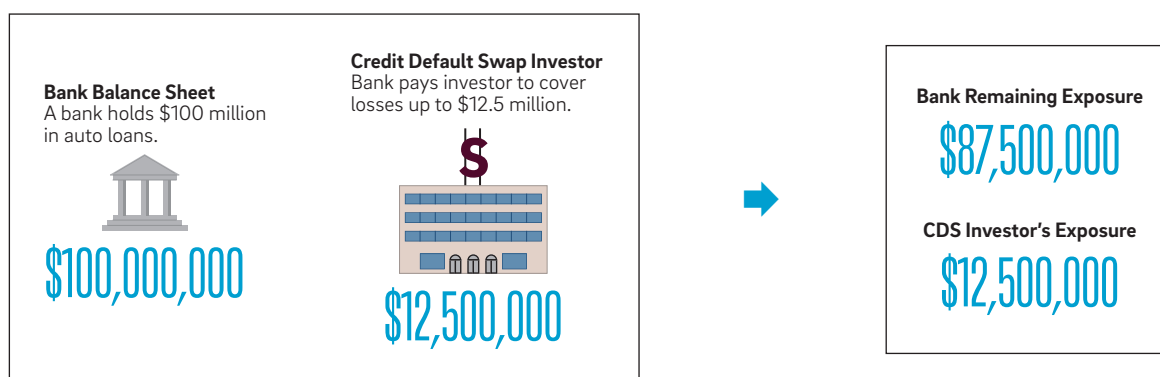 Bank Balance Sheet
A bank holds $100 million
in auto loans.
$100,000,000
Credit Default Swap Investor
Bank pays investor to cover
losses up to $12.5 million.
$
$12,500,000
Bank Remaining Exposure
$87,500,000
CDS Investor’s Exposure
$12,500,000